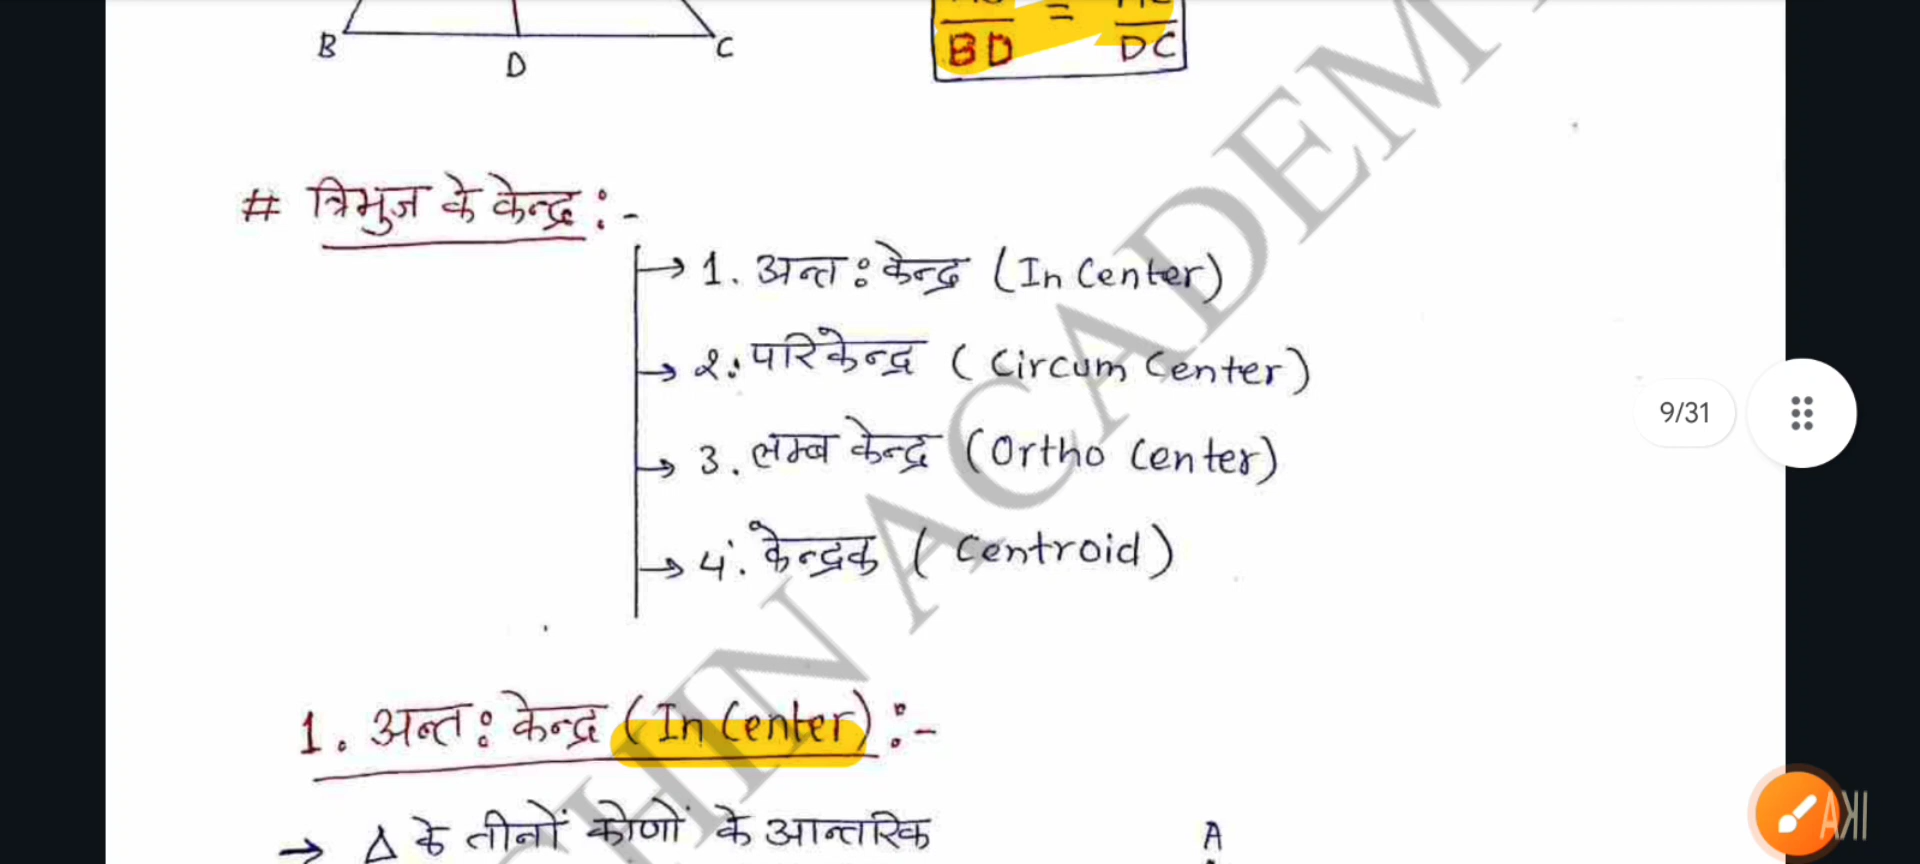 B
D
C
BD = DC
# त्रिभुज के केन्द्र :-
→ 1. अन्त: केन्द्र (In Center)
→ 2. परिकेन्द्र (Circum Center)
→ 3. लम्ब केन्द्र (Ortho Center)
→ 4. केन्द्रक (Centroid)
9/31
1. अन्त: केन्द्र (In Center) :-
→ Δ के तीनों कोणों के आन्तरिक
A